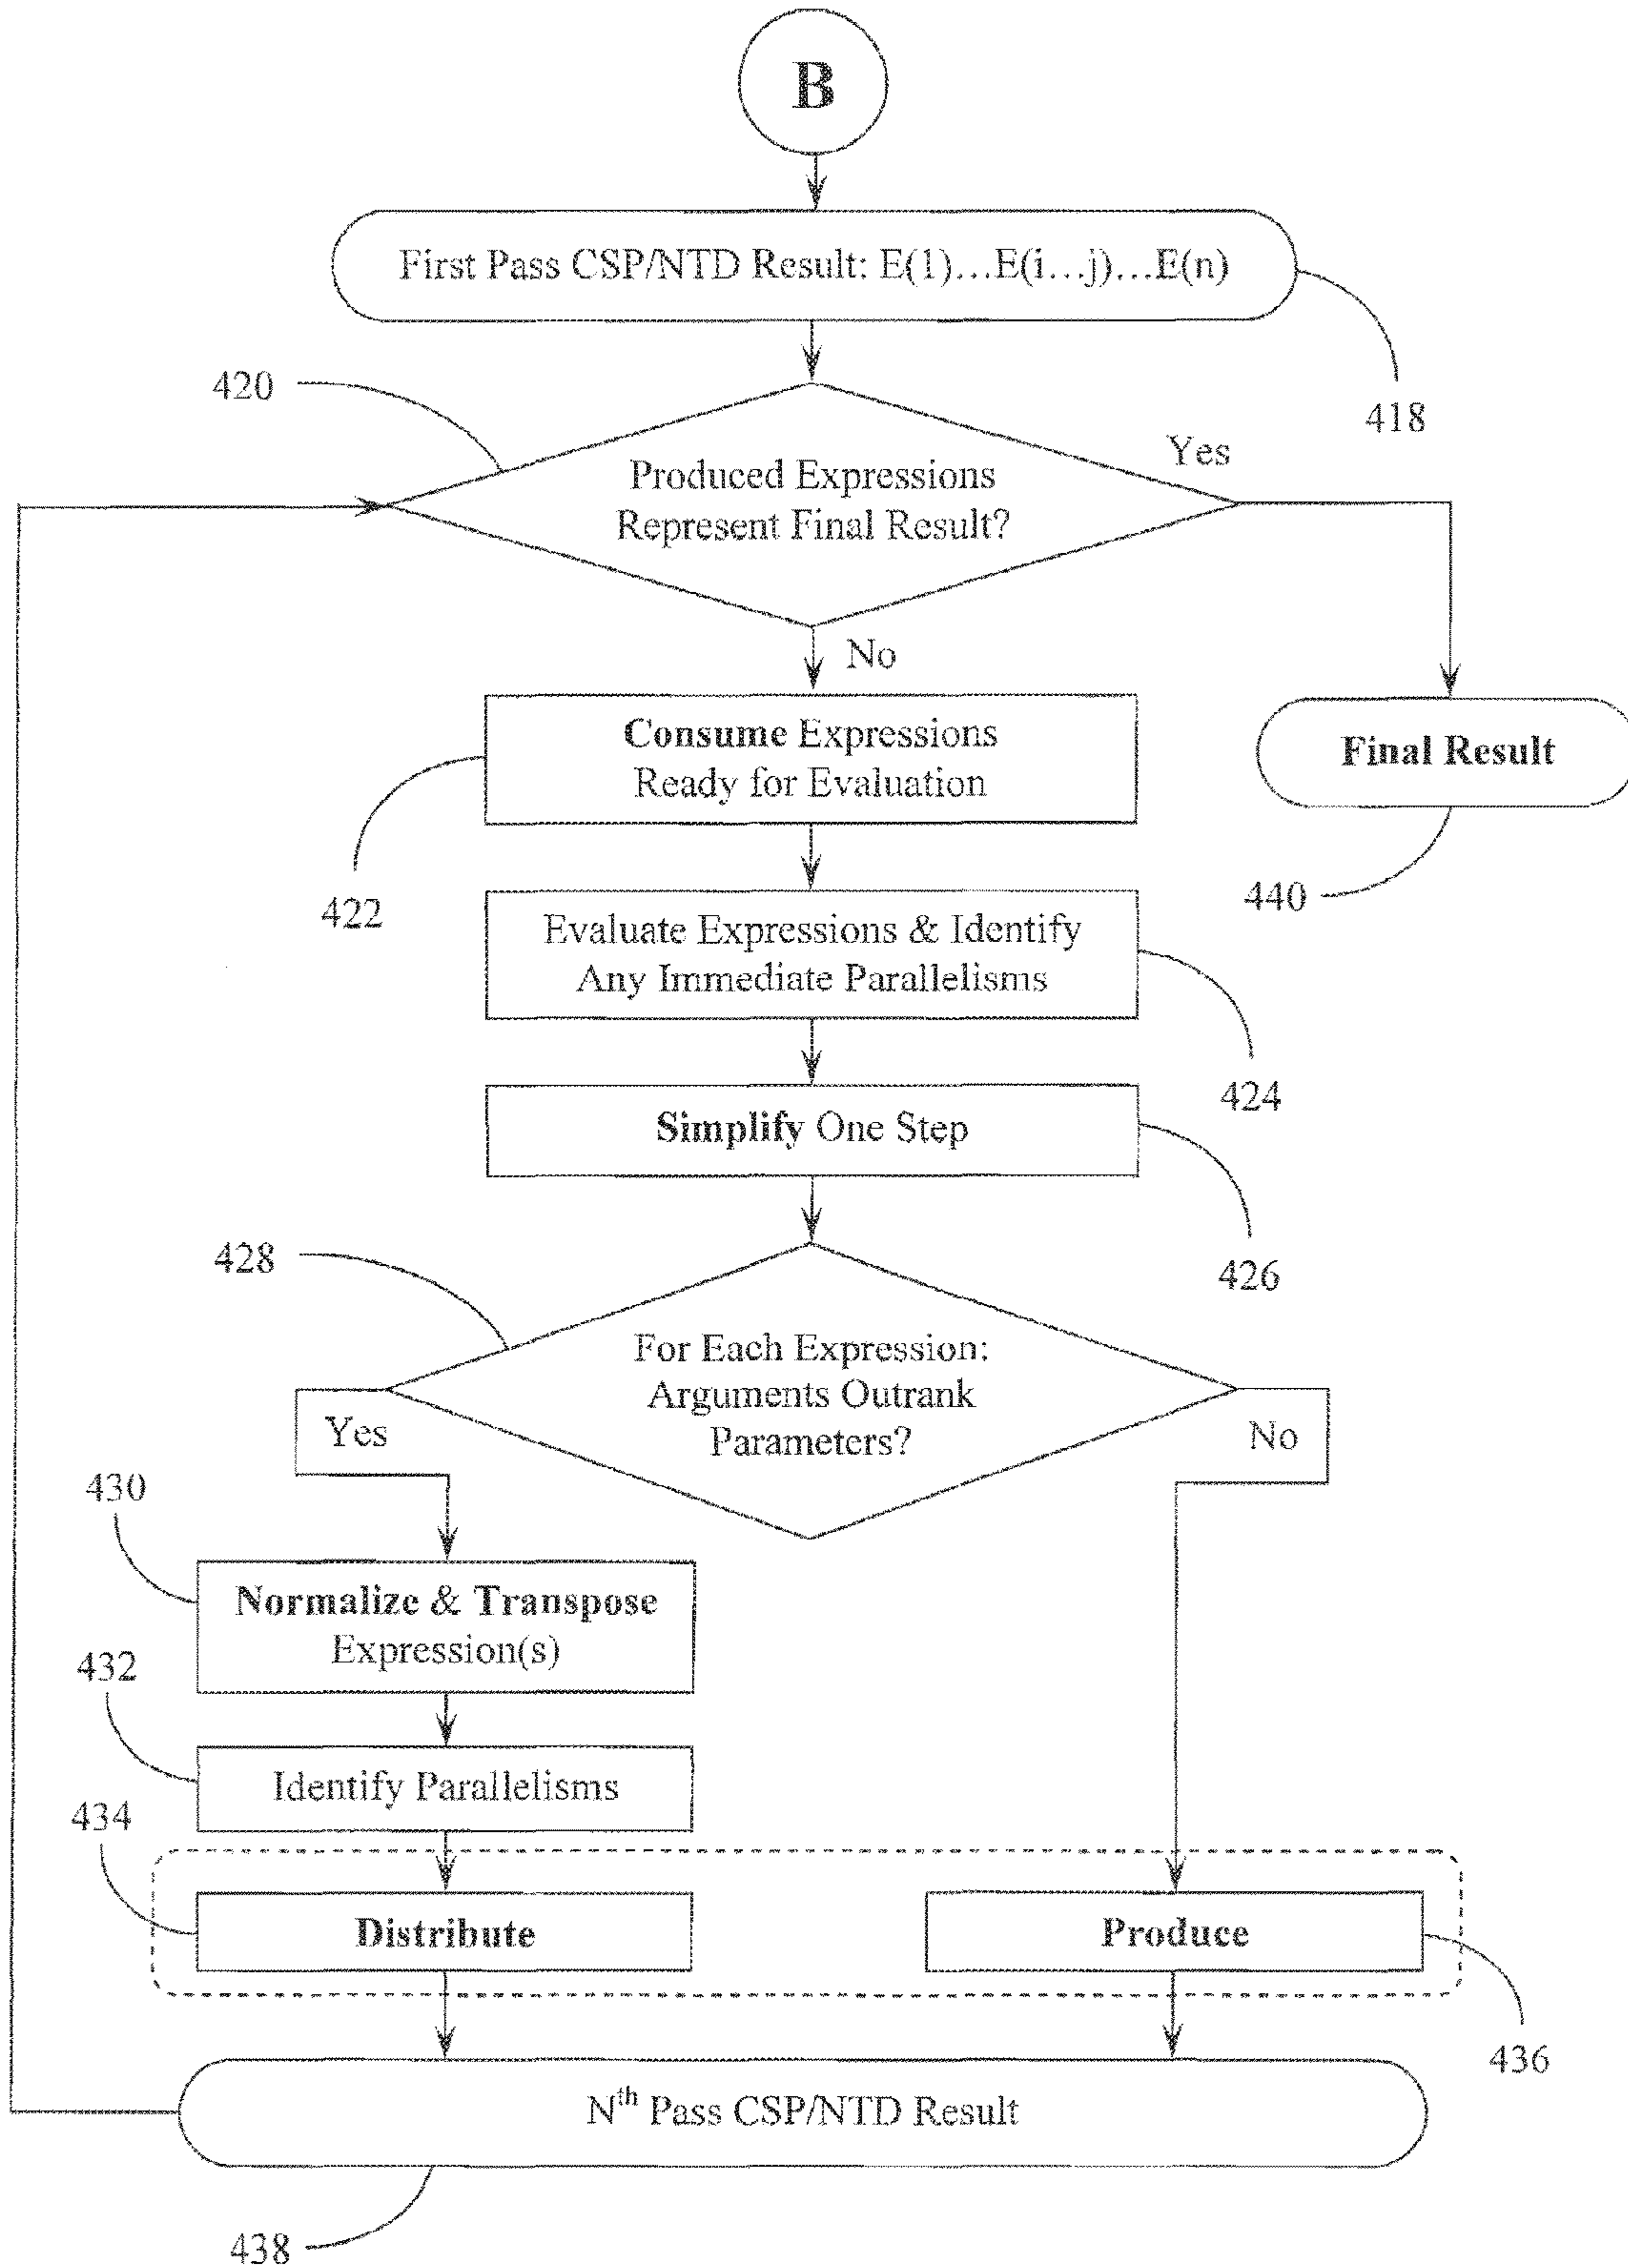 B
First Pass CSP/NTD Result: E(1)…E(i…j)…E(n)
418
420
Produced Expressions
Represent Final Result?
Yes
No
Consume Expressions
Ready for Evaluation
422
Final Result
440
Evaluate Expressions & Identify
Any Immediate Parallelisms
424
Simplify One Step
426
428
For Each Expression:
Arguments Outrank
Parameters?
Yes
No
430
Normalize & Transpose
Expression(s)
432
Identify Parallelisms
434
Distribute
Produce
436
Nth Pass CSP/NTD Result
438